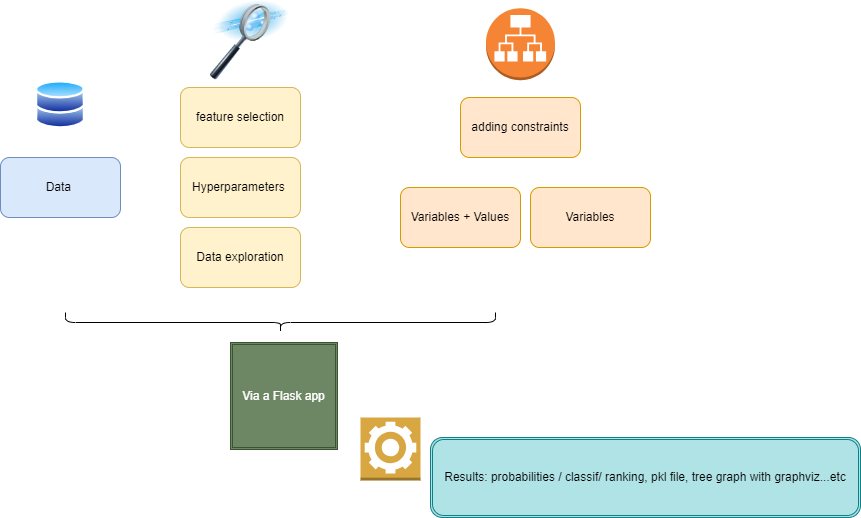 feature selection
adding constraints
Data
Hyperparameters
Variables + Values
Variables
Data exploration
Via a Flask app
Results: probabilities / classif/ ranking, pkl file, tree graph with graphviz...etc